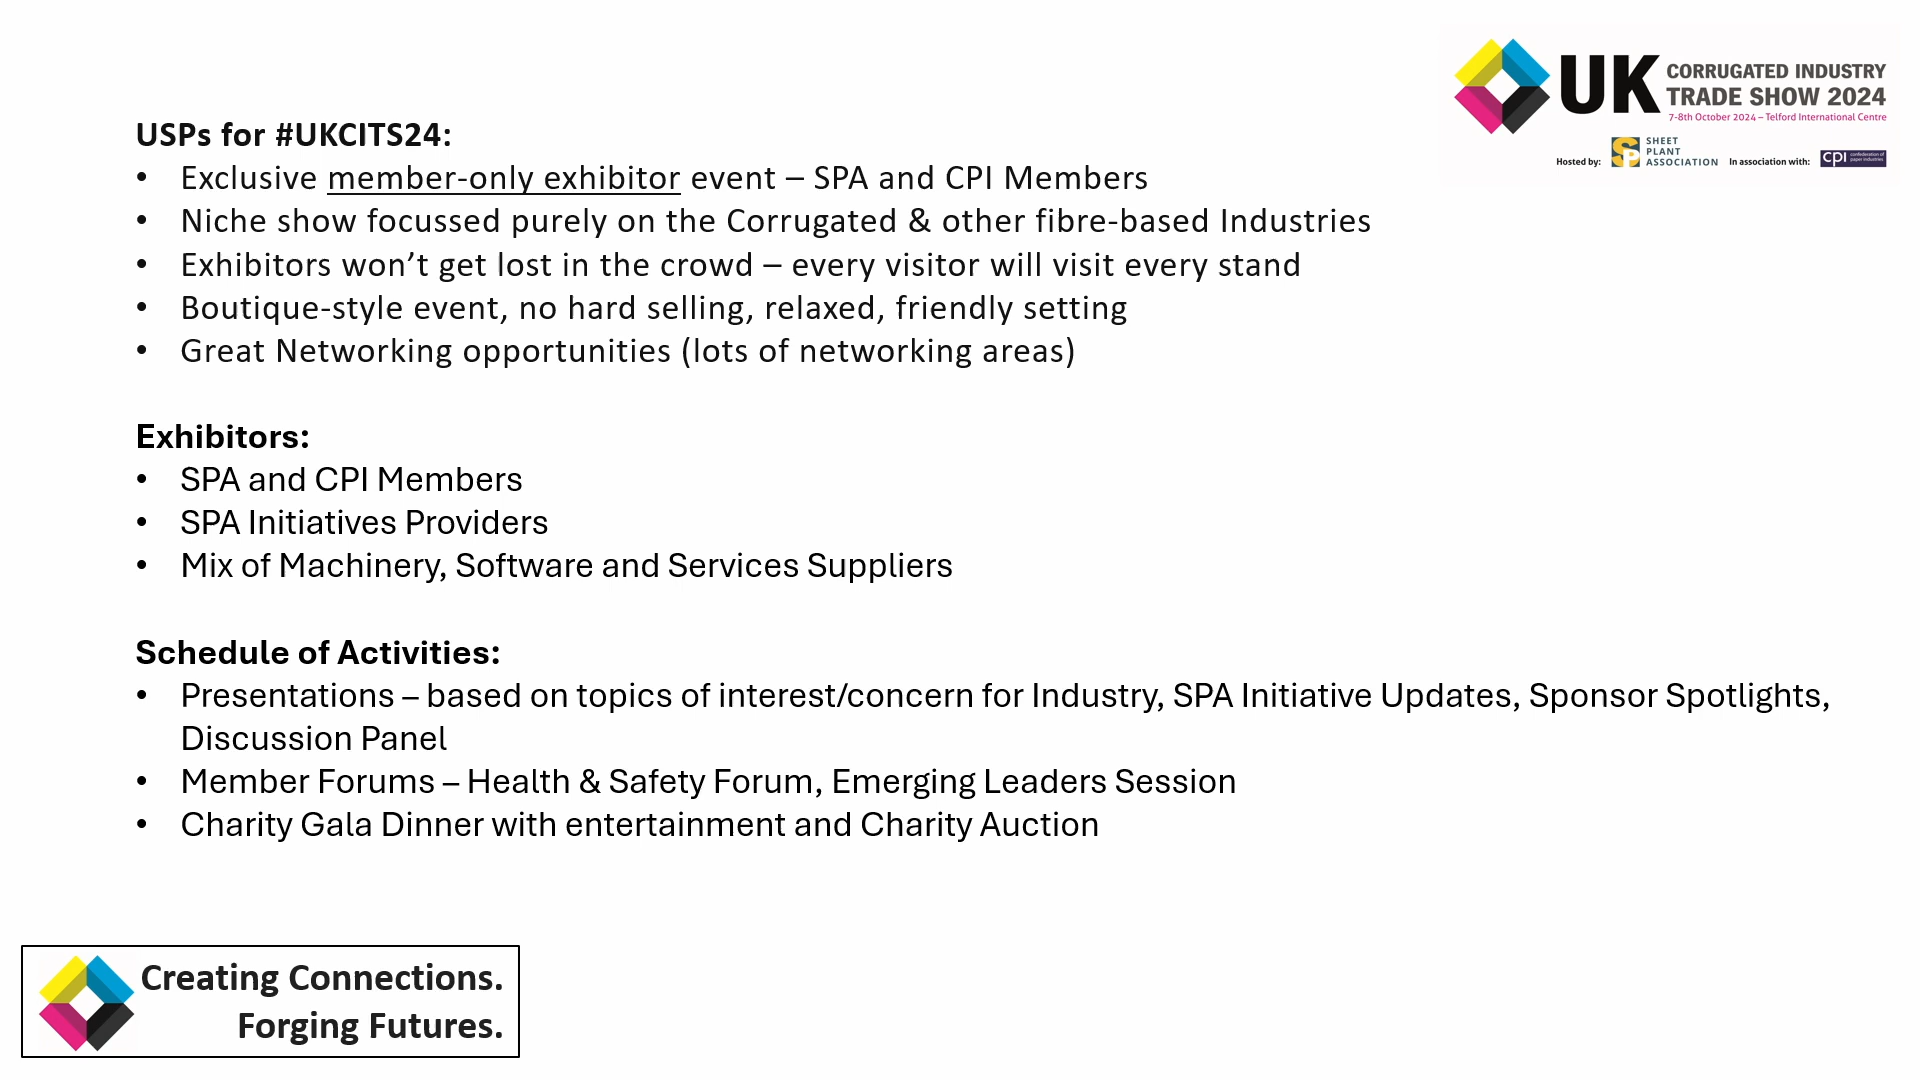 UK
CORRUGATED INDUSTRY
TRADE SHOW 2024
7-8th October 2024 – Telford International Centre
Hosted by:
SP
SHEET
PLANT
ASSOCIATION
In association with:
cpi confederation of
paper industries
USPs for #UKCITS24:
• Exclusive member-only exhibitor event – SPA and CPI Members
• Niche show focussed purely on the Corrugated & other fibre-based Industries
• Exhibitors won’t get lost in the crowd – every visitor will visit every stand
• Boutique-style event, no hard selling, relaxed, friendly setting
• Great Networking opportunities (lots of networking areas)
Exhibitors:
• SPA and CPI Members
• SPA Initiatives Providers
• Mix of Machinery, Software and Services Suppliers
Schedule of Activities:
• Presentations – based on topics of interest/concern for Industry, SPA Initiative Updates, Sponsor Spotlights,
Discussion Panel
• Member Forums – Health & Safety Forum, Emerging Leaders Session
• Charity Gala Dinner with entertainment and Charity Auction
Creating Connections.
Forging Futures.